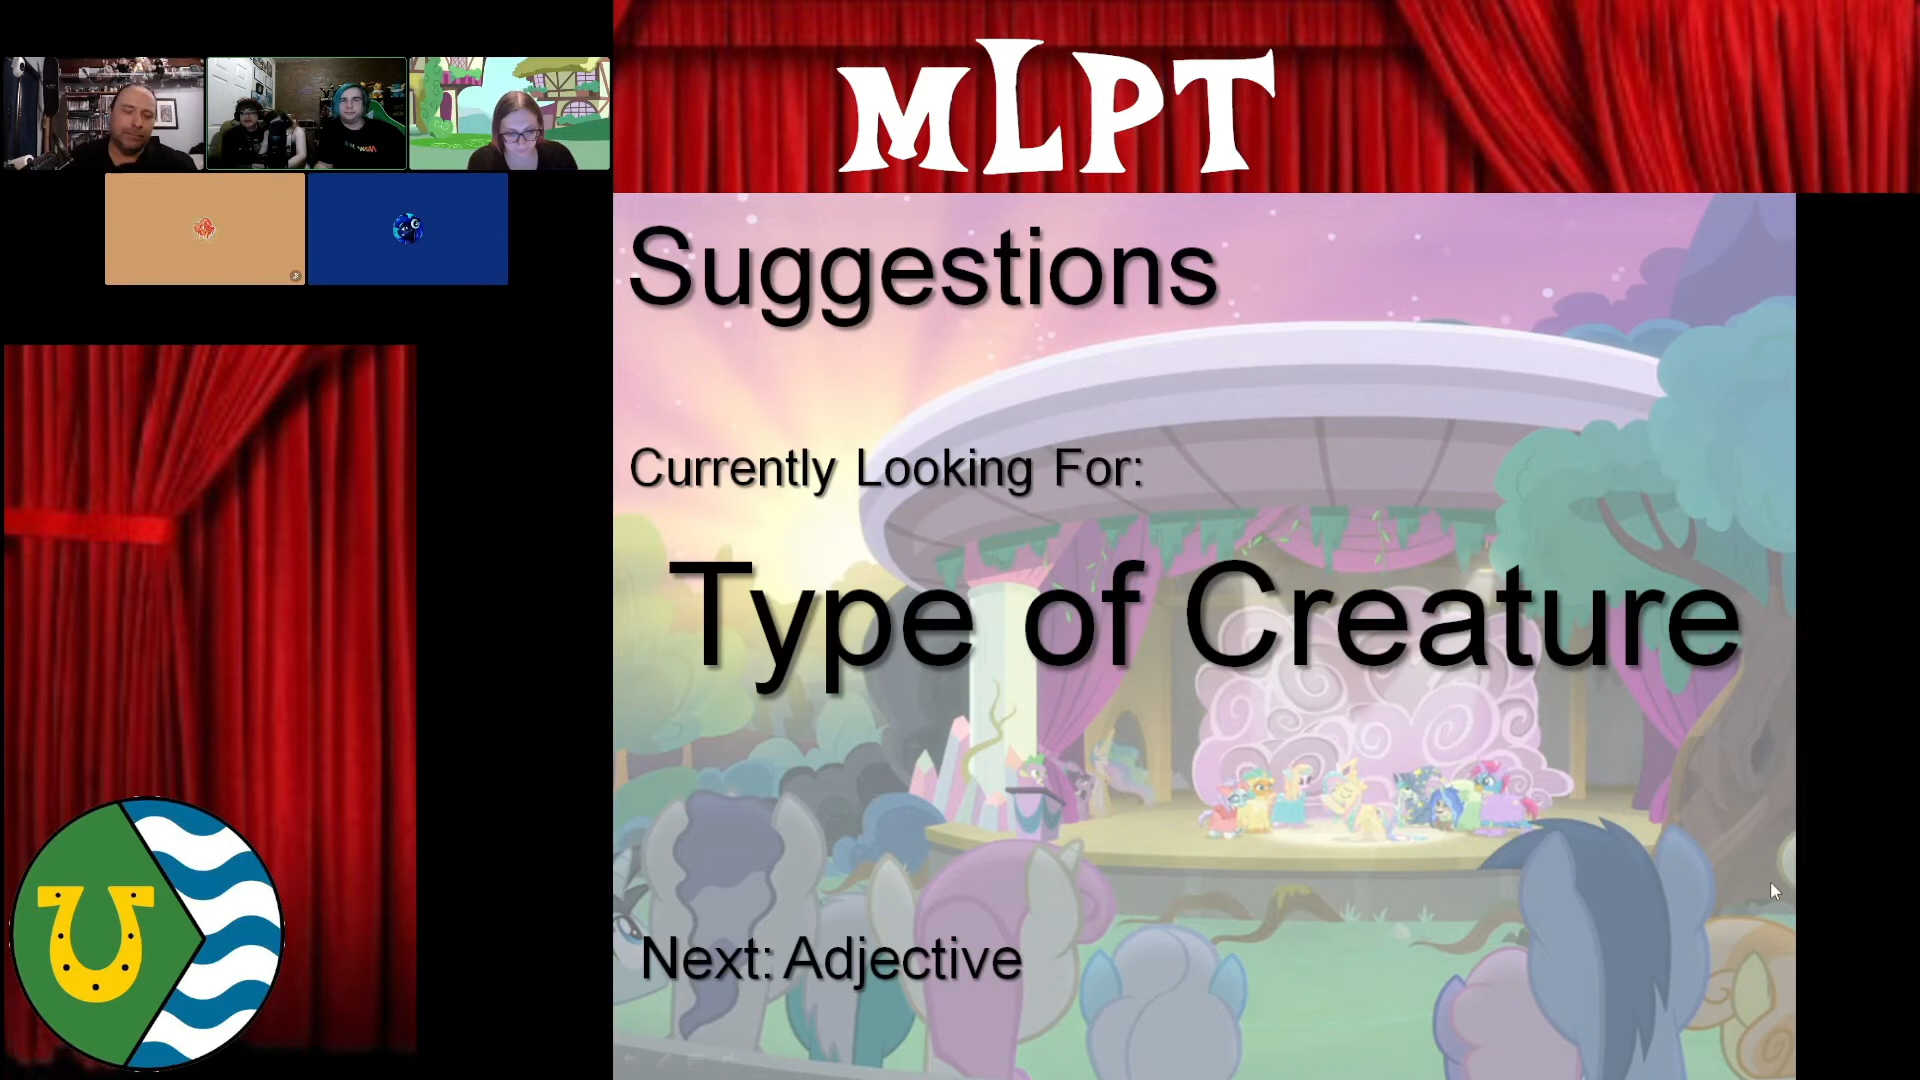 MLPT
Suggestions
Currently Looking For:
Type of Creature
Next: Adjective